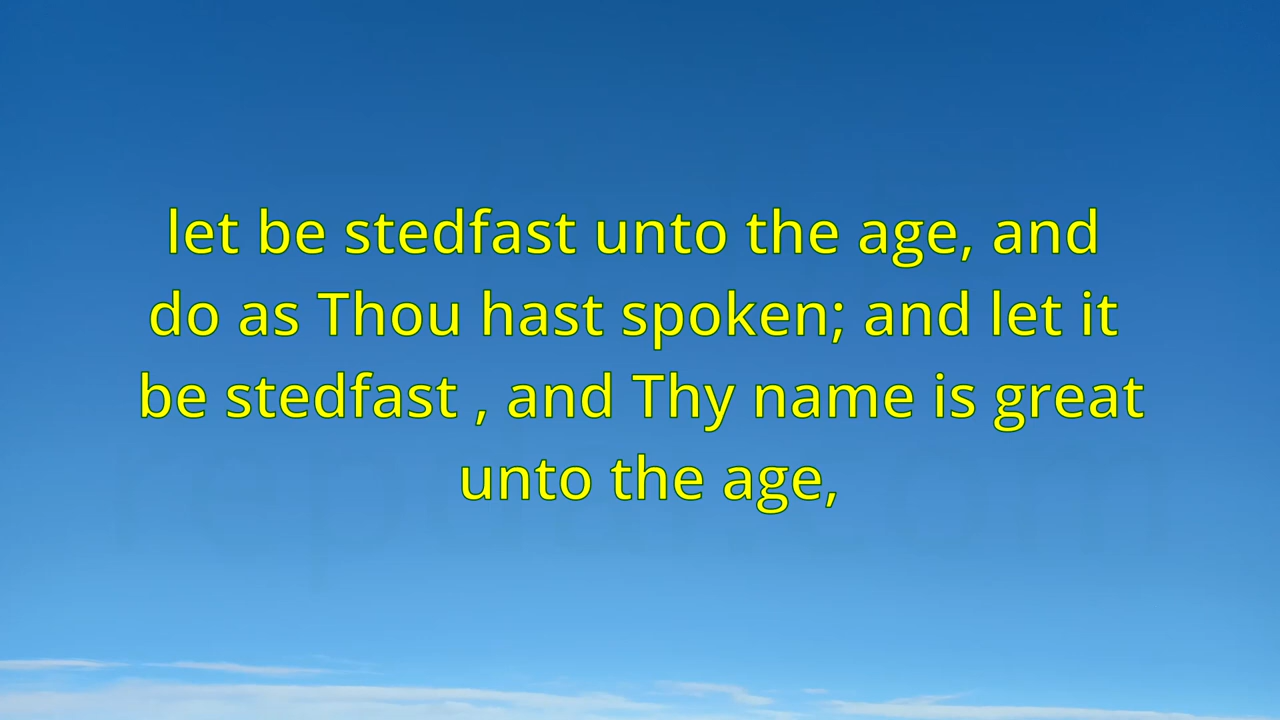 let be stedfast unto the age, and
do as Thou hast spoken; and let it
be stedfast , and Thy name is great
unto the age,